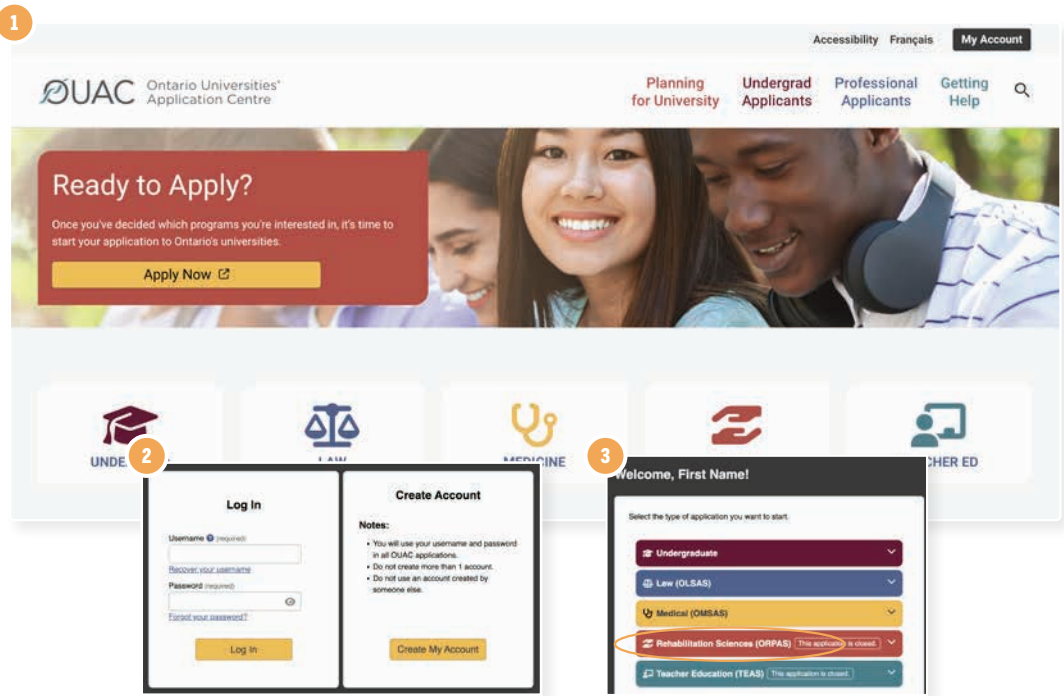 1
Accessibility Français My Account
OUAC Ontario Universities'
Application Centre
Planning
for University
Undergrad
Applicants
Professional
Applicants
Getting
Help
Ready to Apply?
Once you've decided which programs you're interested in, it's time to
start your application to Ontario's universities.
Apply Now
UNDE
LAW
MEDICINE
CHER ED
2
Log In
Username (required)
Recover your username
Password (required)
Forgot your password?
Log In
Create Account
Notes:
• You will use your username and password
in all OUAC applications.
• Do not create more than 1 account.
• Do not use an account created by
someone else.
Create My Account
3
Welcome, First Name!
Select the type of application you want to start.
Undergraduate
Law (OLSAS)
Medical (OMSAS)
Rehabilitation Sciences (ORPAS) This application is closed.
Teacher Education (TEAS) This application is closed.